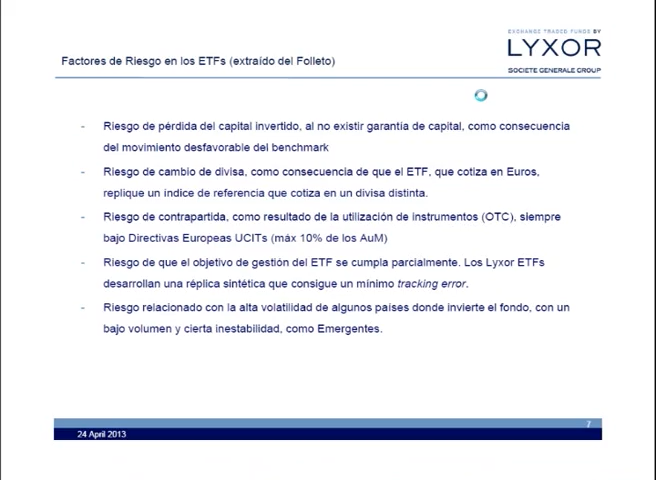 EXCHANGE TRADED FUNDS BY
LYXOR
SOCIETE GENERALE GROUP
Factores de Riesgo en los ETFs (extraído del Folleto)
- Riesgo de pérdida del capital invertido, al no existir garantía de capital, como consecuencia
del movimiento desfavorable del benchmark
- Riesgo de cambio de divisa, como consecuencia de que el ETF, que cotiza en Euros,
replique un índice de referencia que cotiza en un divisa distinta.
- Riesgo de contrapartida, como resultado de la utilización de instrumentos (OTC), siempre
bajo Directivas Europeas UCITs (máx 10% de los AuM)
- Riesgo de que el objetivo de gestión del ETF se cumpla parcialmente. Los Lyxor ETFs
desarrollan una réplica sintética que consigue un mínimo tracking error.
- Riesgo relacionado con la alta volatilidad de algunos países donde invierte el fondo, con un
bajo volumen y cierta inestabilidad, como Emergentes.
7
24 April 2013